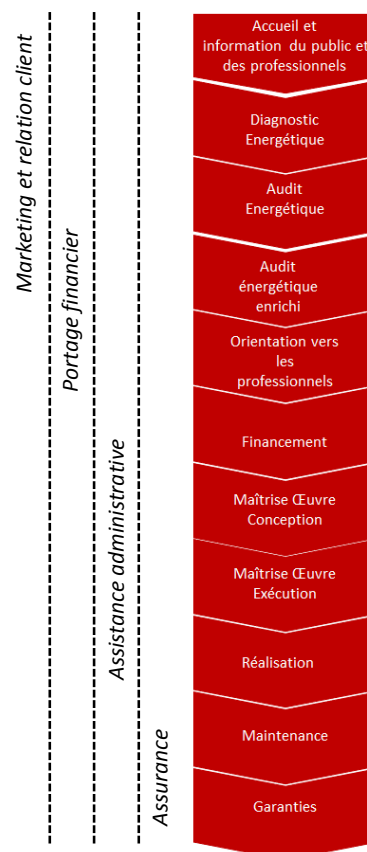 Marketing et relation client
Portage financier
Assistance administrative
Assurance
Accueil et
information du public et
des professionnels
Diagnostic
Energétique
Audit
Energétique
Audit
énergétique
enrichi
Orientation vers
les
professionnels
Financement
Maîtrise Œuvre
Conception
Maîtrise Œuvre
Exécution
Réalisation
Maintenance
Garanties